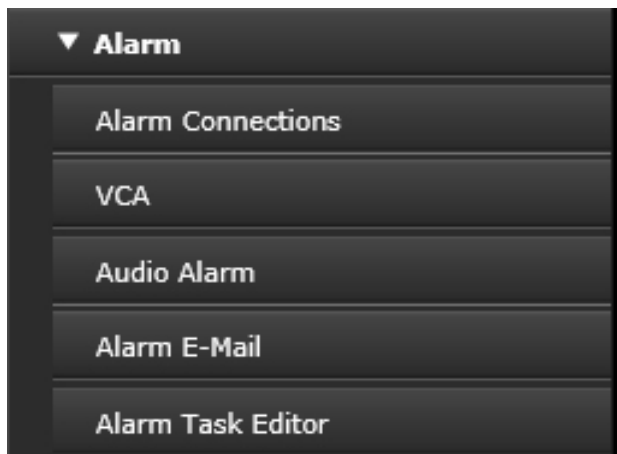 Alarm
Alarm Connections
VCA
Audio Alarm
Alarm E-Mail
Alarm Task Editor